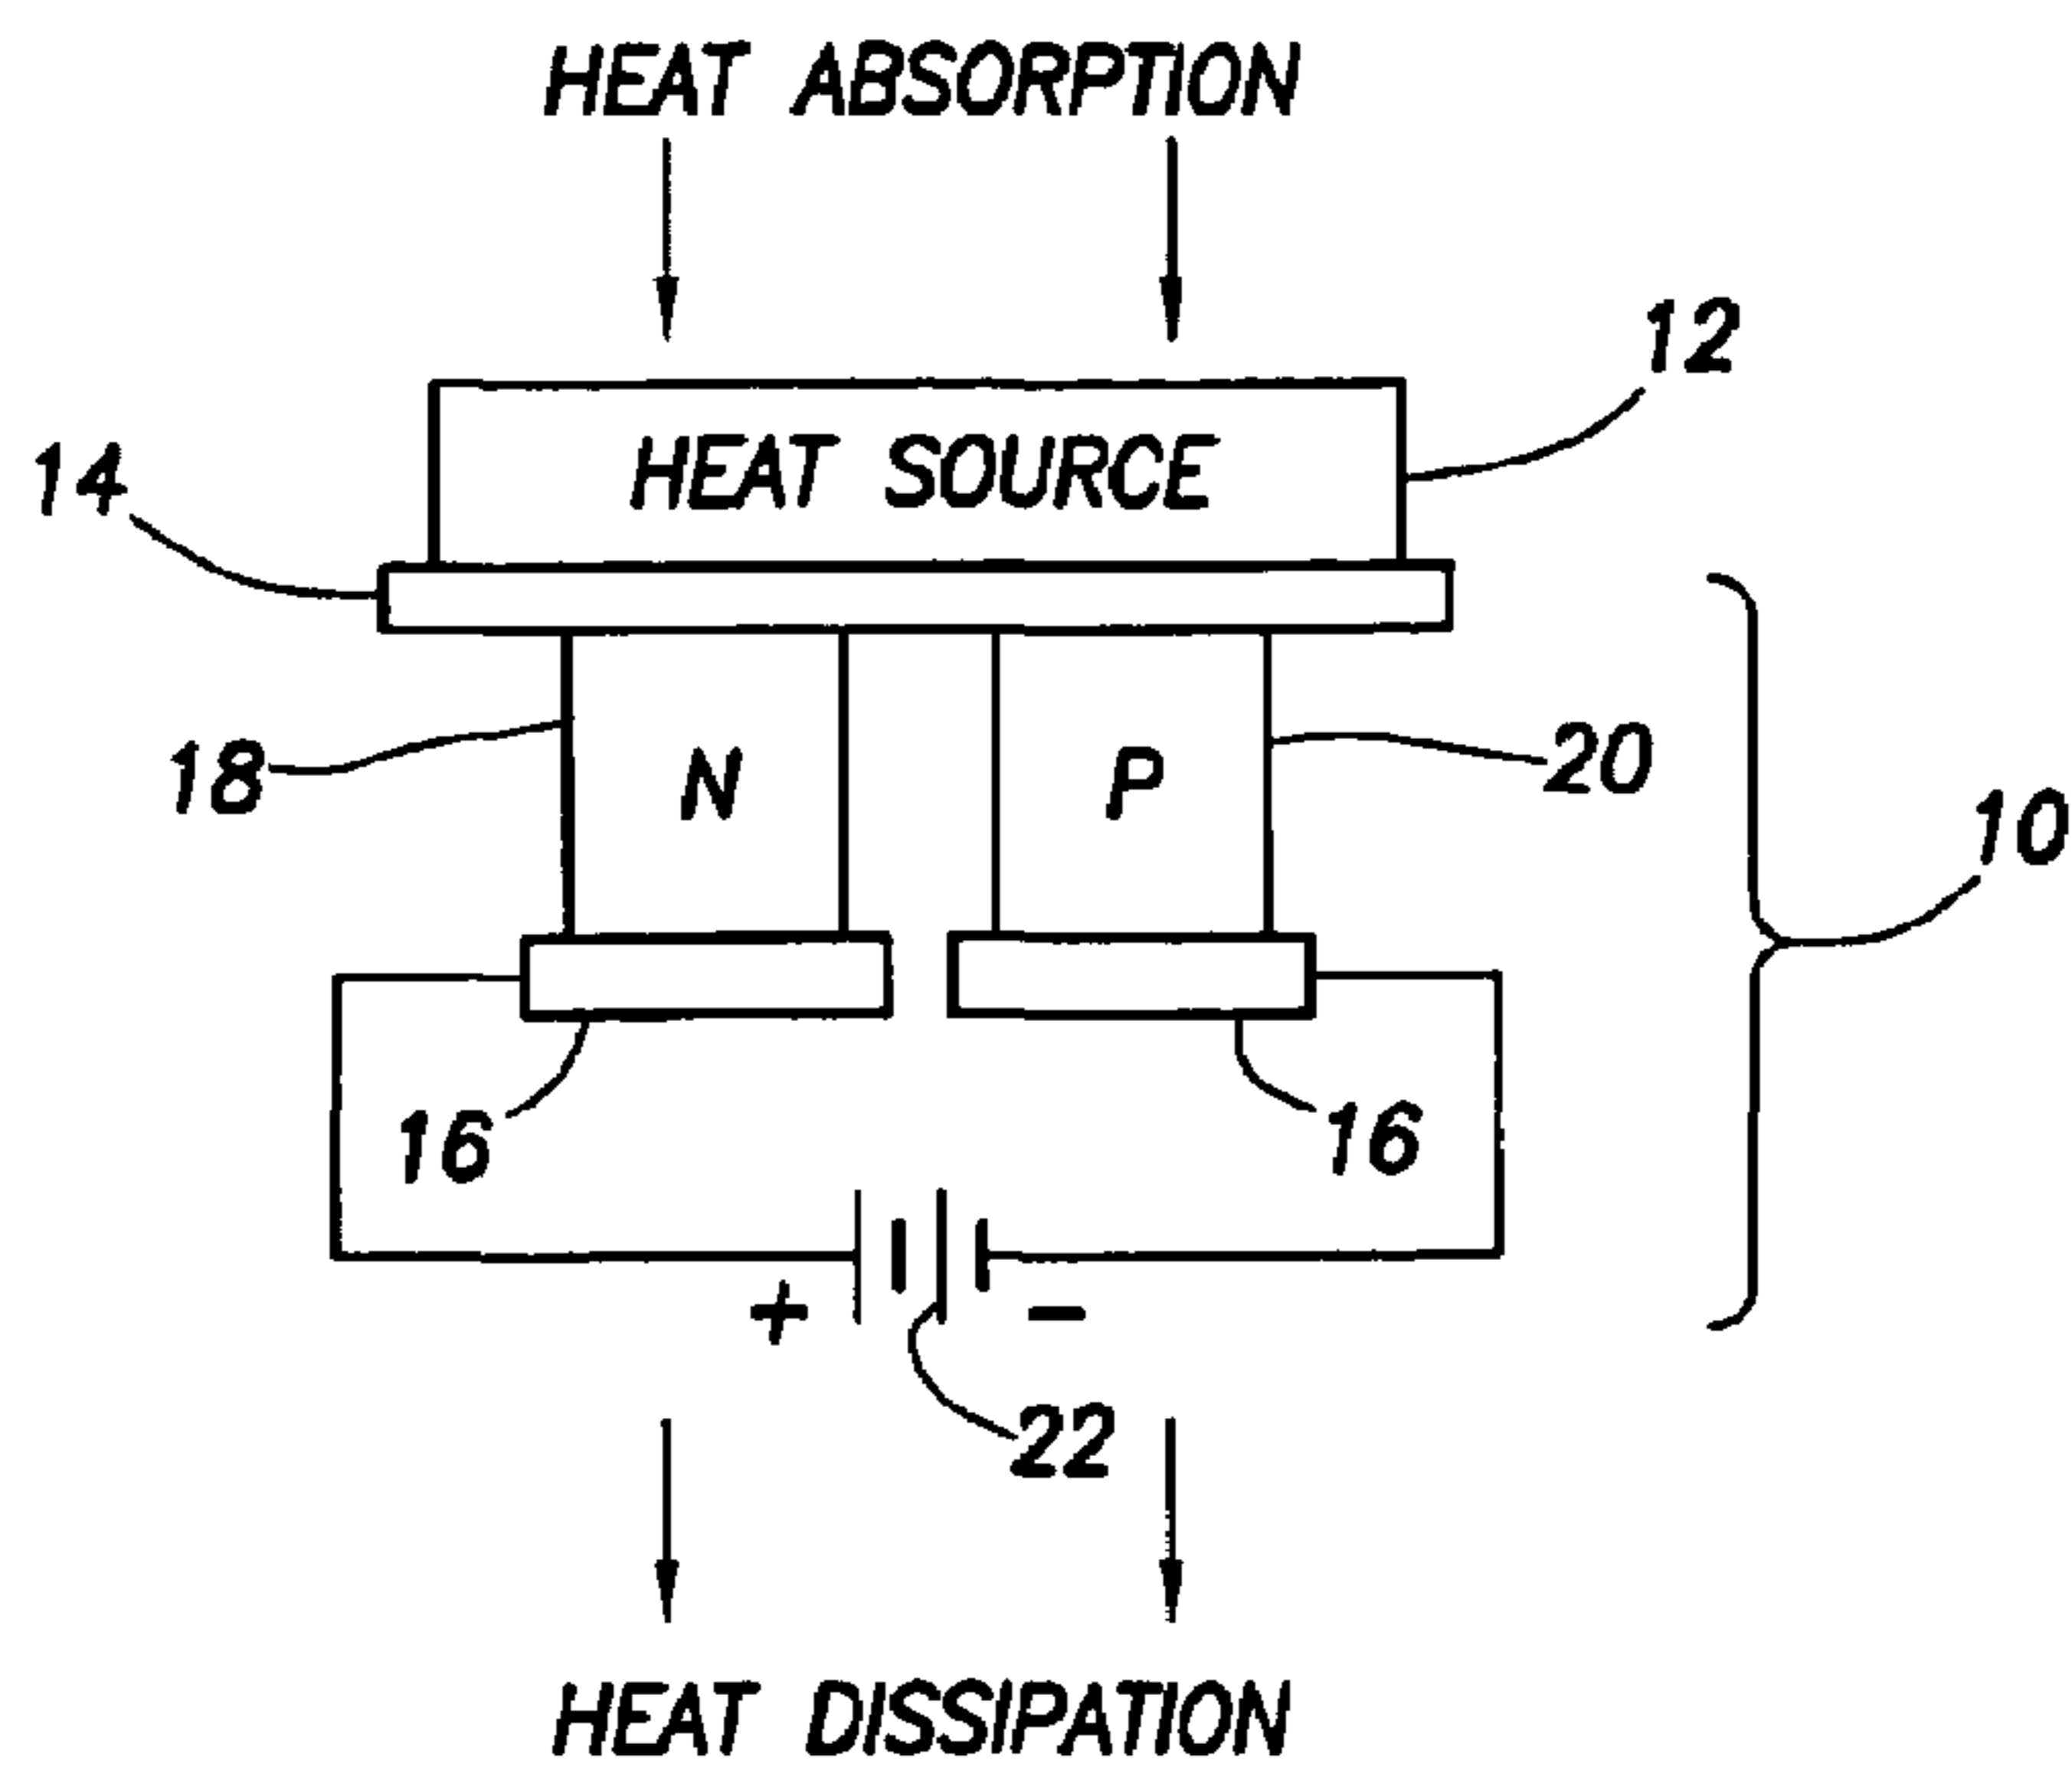 HEAT ABSORPTION
12
HEAT SOURCE
14
18
N
P
20
10
16
16
+
-
22
HEAT DISSIPATION